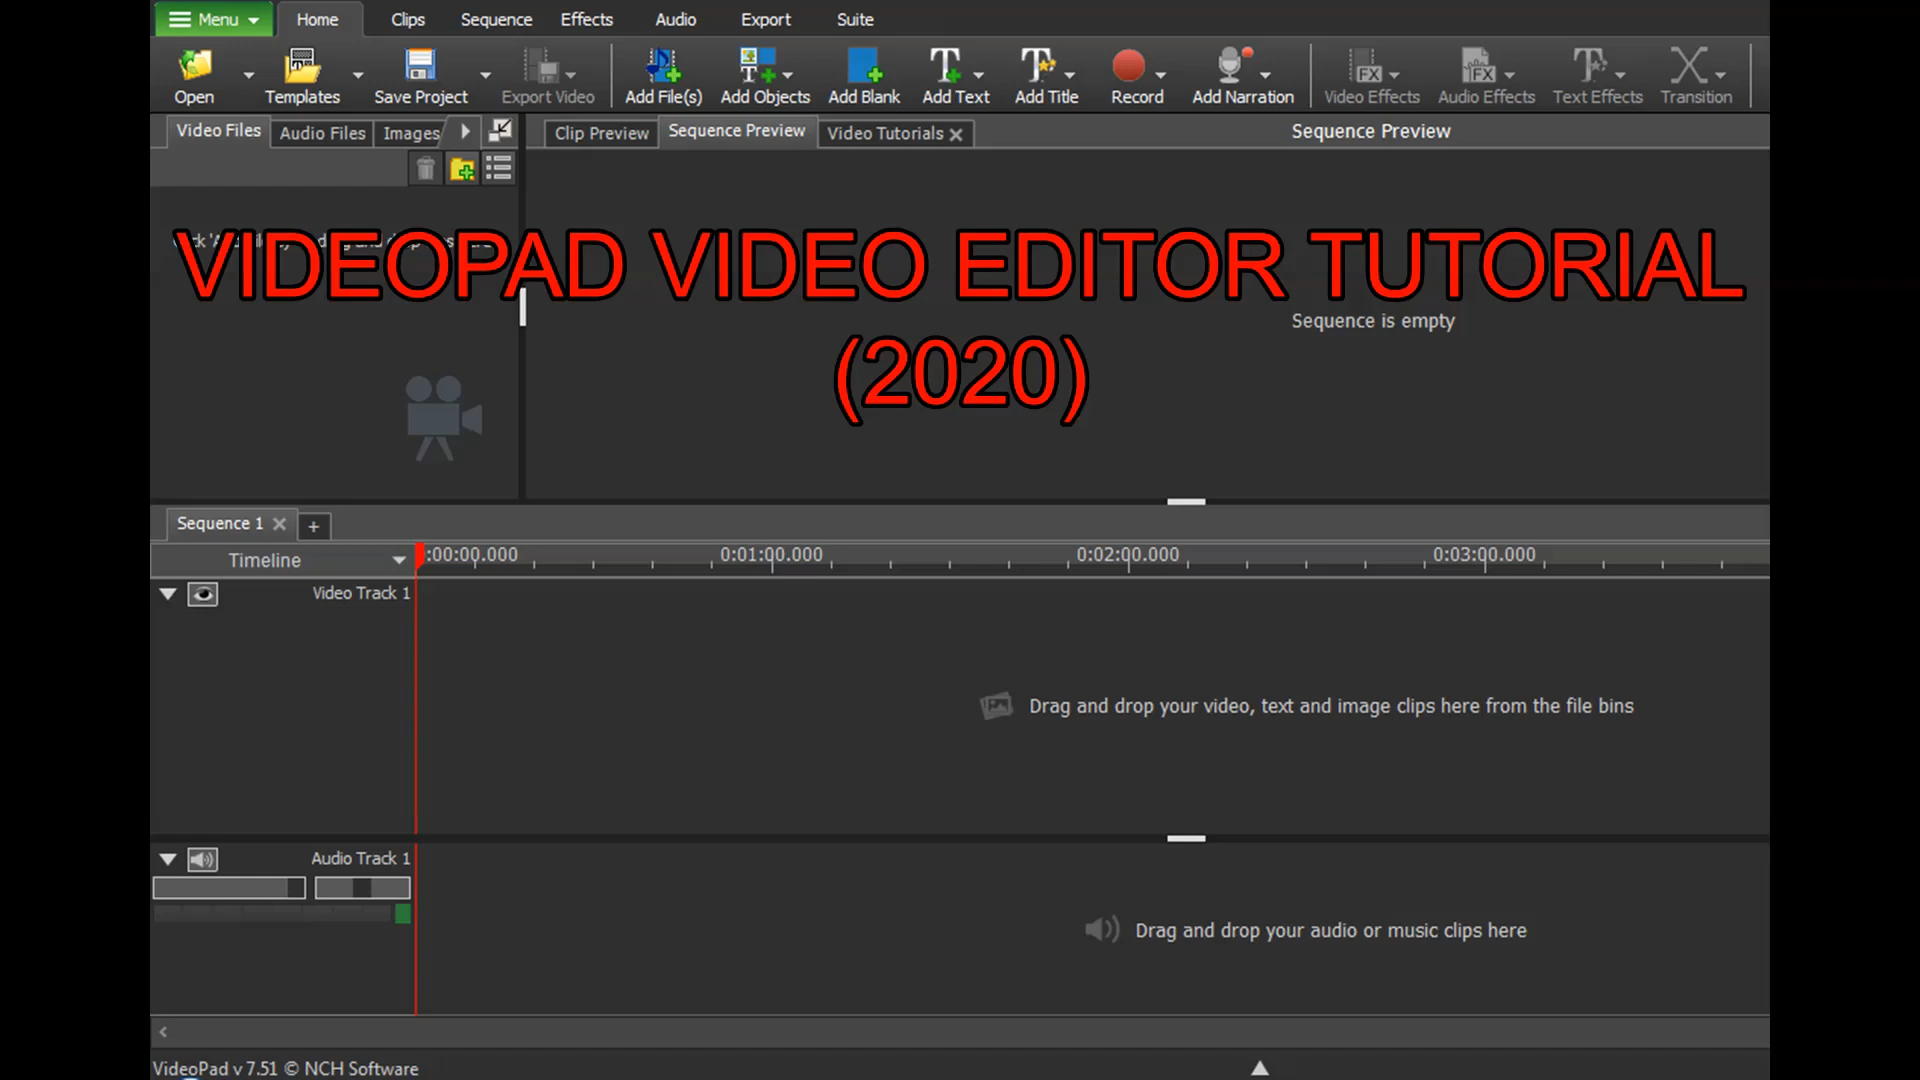 Menu Home Clips Sequence Effects Audio Export Suite
Open Templates Save Project Export Video Add File(s) Add Objects Add Blank Add Text Add Title Record Add Narration Video Effects Audio Effects Text Effects Transition
Video Files Audio Files Images Clip Preview Sequence Preview Video Tutorials Sequence Preview
VIDEOPAD VIDEO EDITOR TUTORIAL
Sequence is empty
(2020)
Sequence 1
Timeline :00:00.000 0:01:00.000 0:02:00.000 0:03:00.000
Video Track 1
Drag and drop your video, text and image clips here from the file bins
Audio Track 1
Drag and drop your audio or music clips here
VideoPad v 7.51 © NCH Software